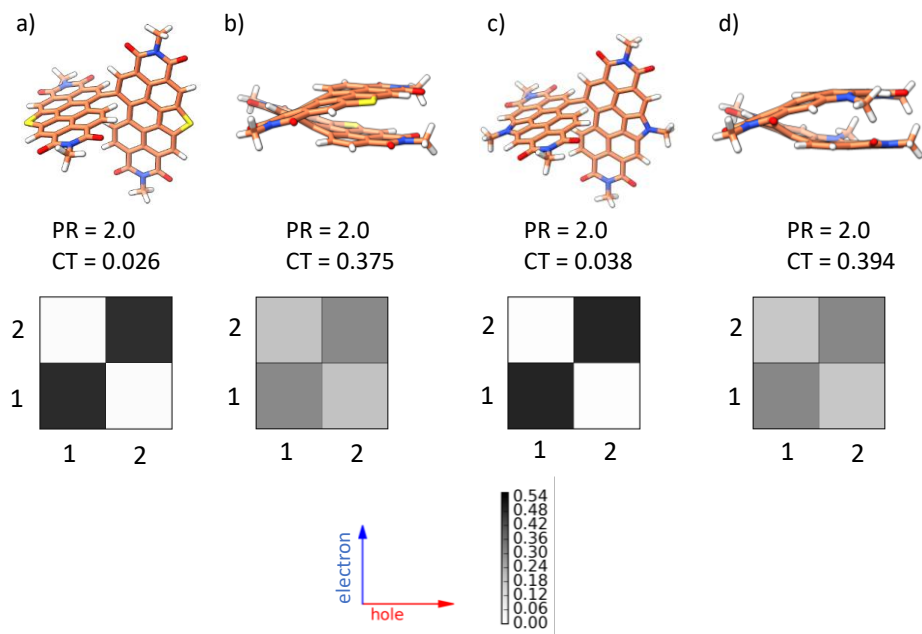 a)
b)
c)
d)
PR = 2.0
CT = 0.026
PR = 2.0
CT = 0.375
PR = 2.0
CT = 0.038
PR = 2.0
CT = 0.394
2
1
1 2
2
1
1 2
2
1
1 2
2
1
1 2
electron
hole
0.54
0.48
0.42
0.36
0.30
0.24
0.18
0.12
0.06
0.00